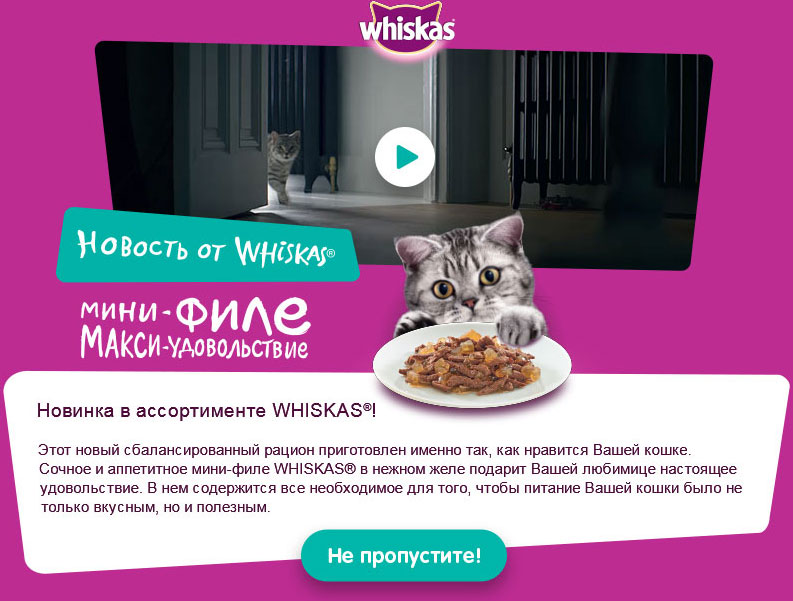 whiskas
Новость от WHiSKAS®
мини-филе
макси-удовольствие
Новинка в ассортименте WHISKAS®!
Этот новый сбалансированный рацион приготовлен именно так, как нравится Вашей кошке.
Сочное и аппетитное мини-филе WHISKAS® в нежном желе подарит Вашей любимице настоящее
удовольствие. В нем содержится все необходимое для того, чтобы питание Вашей кошки было не
только вкусным, но и полезным.
Не пропустите!